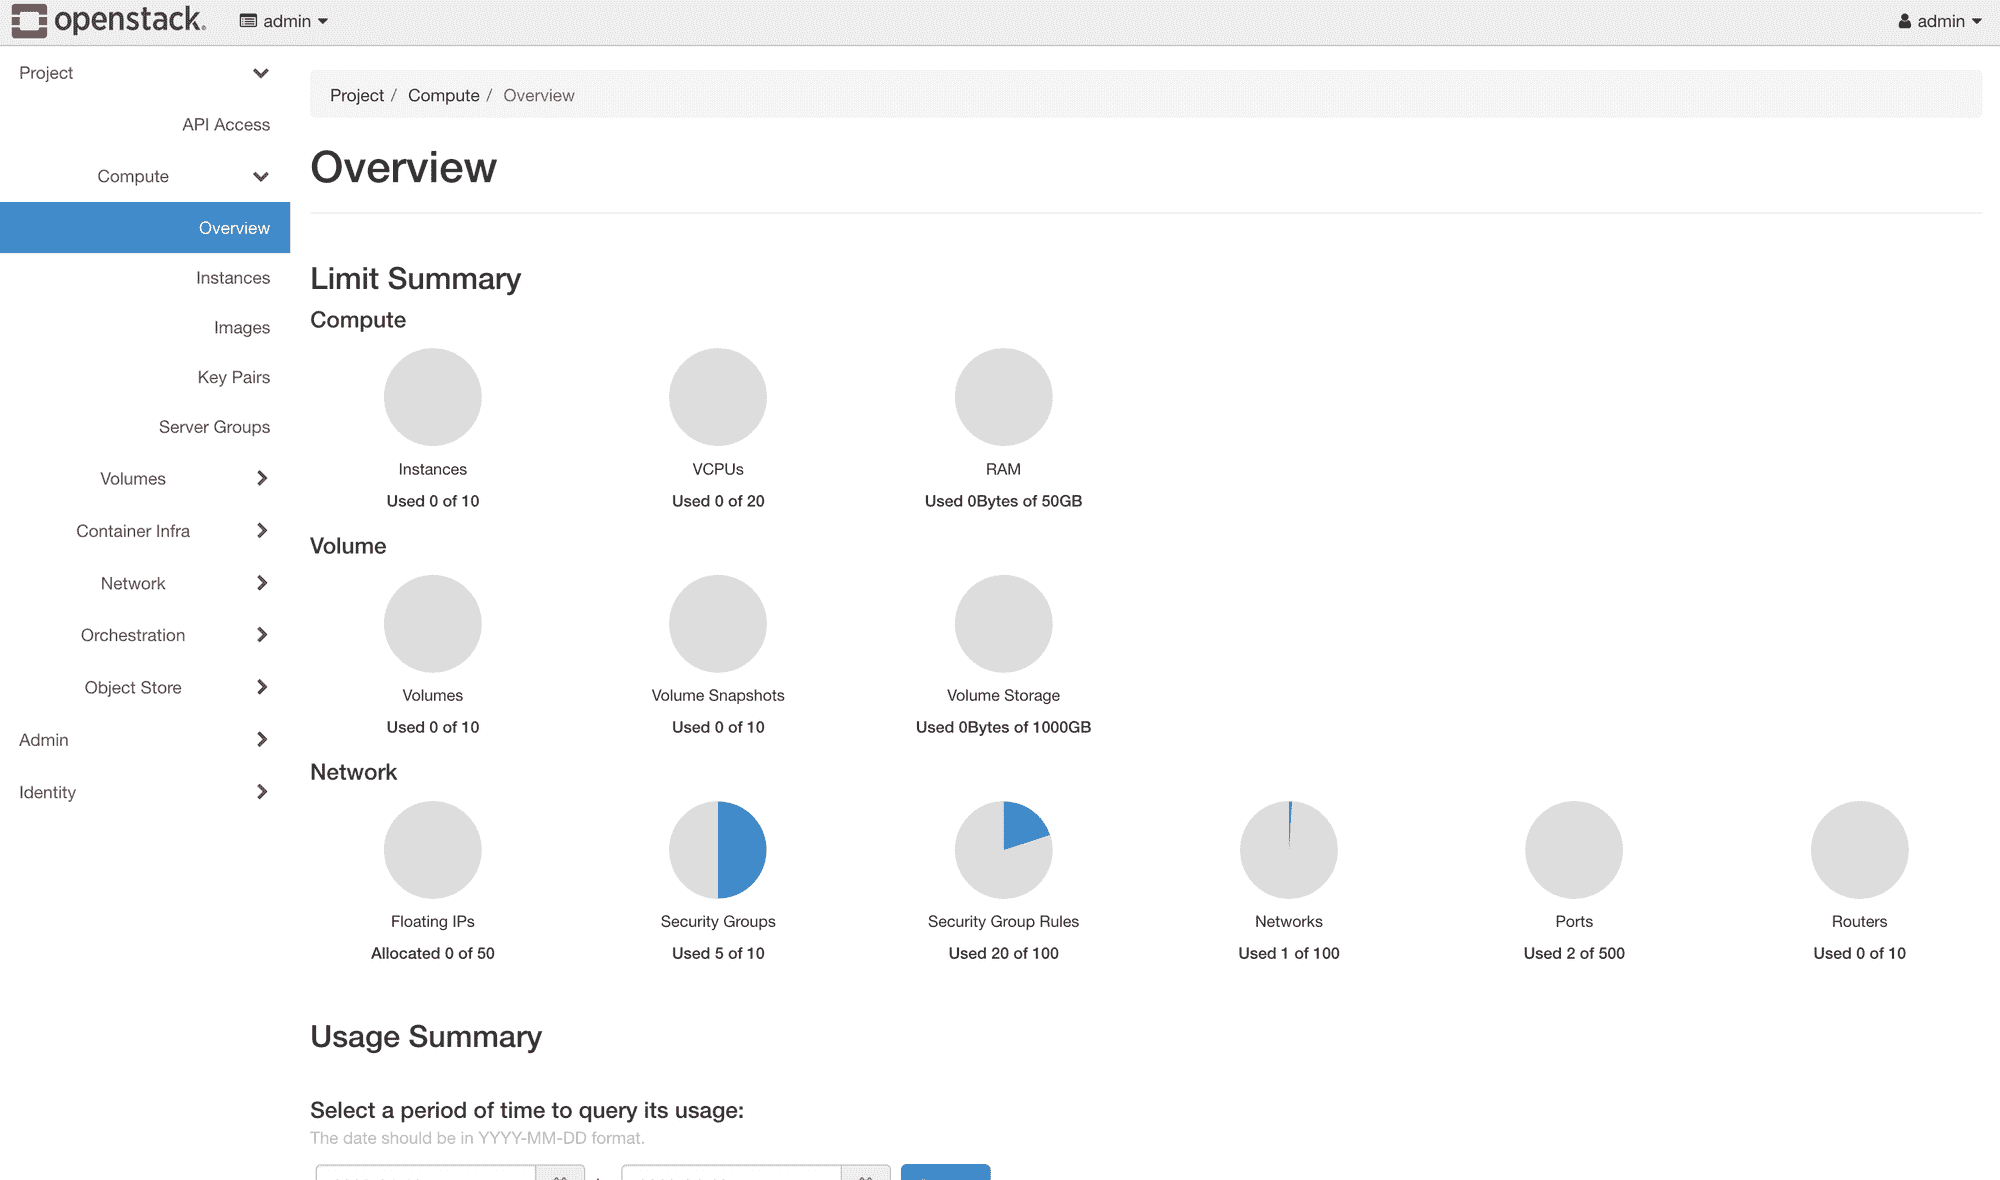 openstack.
admin
admin
Project
API Access
Compute
Overview
Instances
Images
Key Pairs
Server Groups
Volumes
Container Infra
Network
Orchestration
Object Store
Admin
Identity
Project / Compute / Overview
Overview
Limit Summary
Compute
Instances
Used 0 of 10
VCPUs
Used 0 of 20
RAM
Used 0Bytes of 50GB
Volume
Volumes
Used 0 of 10
Volume Snapshots
Used 0 of 10
Volume Storage
Used 0Bytes of 1000GB
Network
Floating IPs
Allocated 0 of 50
Security Groups
Used 5 of 10
Security Group Rules
Used 20 of 100
Networks
Used 1 of 100
Ports
Used 2 of 500
Routers
Used 0 of 10
Usage Summary
Select a period of time to query its usage:
The date should be in YYYY-MM-DD format.